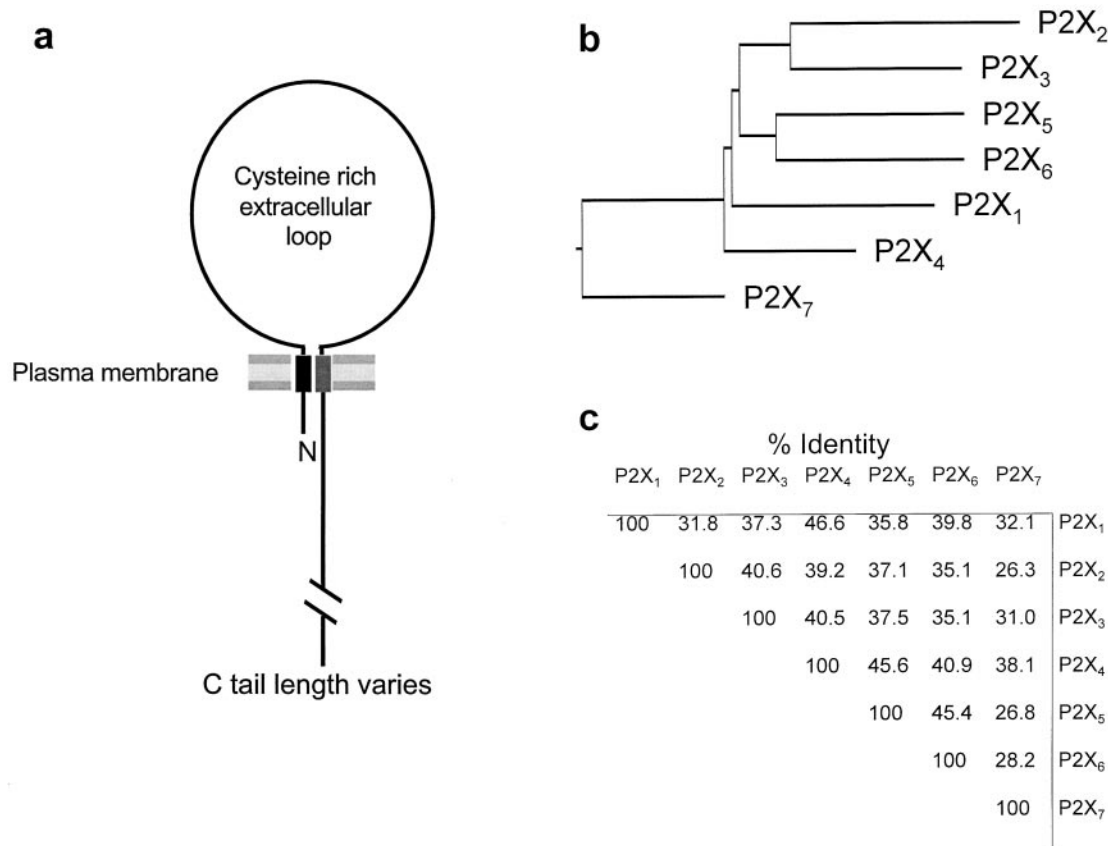 a
Cysteine rich
extracellular
loop
Plasma membrane
N
C tail length varies
b
P2X₂
P2X₃
P2X₅
P2X₆
P2X₁
P2X₄
P2X₇
c
% Identity
P2X₁ P2X₂ P2X₃ P2X₄ P2X₅ P2X₆ P2X₇
100 31.8 37.3 46.6 35.8 39.8 32.1 P2X₁
100 40.6 39.2 37.1 35.1 26.3 P2X₂
100 40.5 37.5 35.1 31.0 P2X₃
100 45.6 40.9 38.1 P2X₄
100 45.4 26.8 P2X₅
100 28.2 P2X₆
100 P2X₇